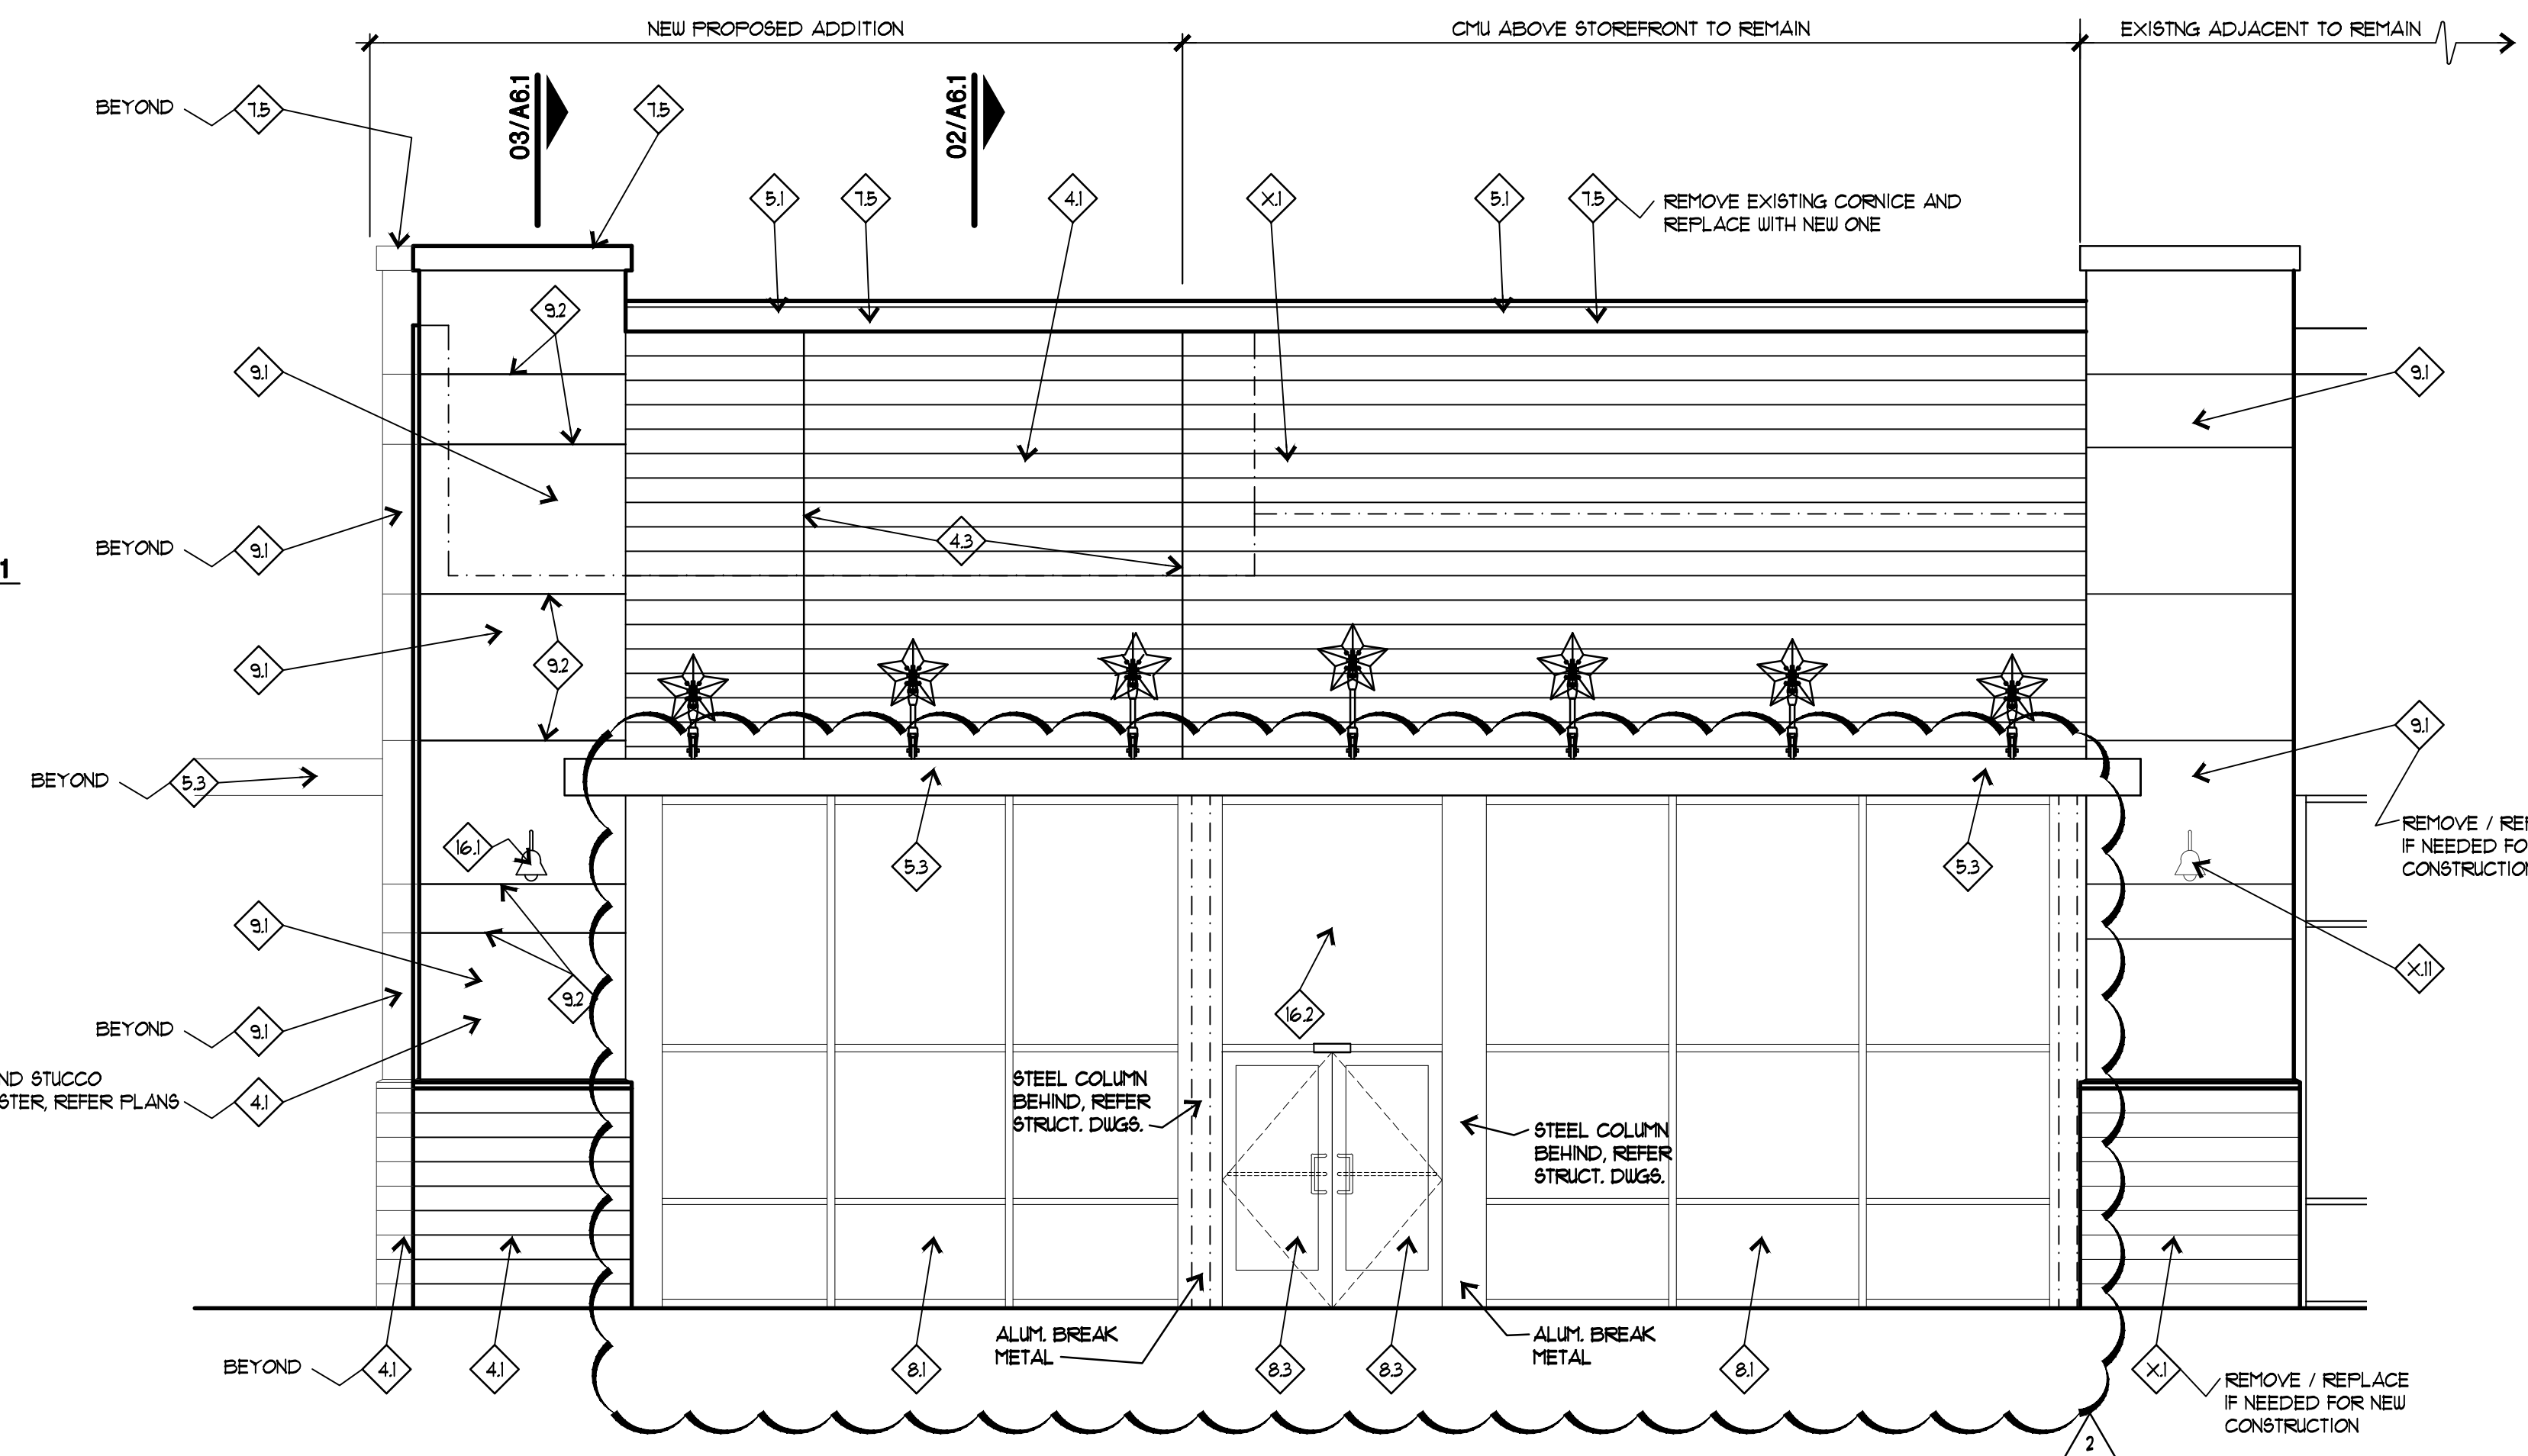 NEW PROPOSED ADDITION
CMU ABOVE STOREFRONT TO REMAIN
EXISTNG ADJACENT TO REMAIN
BEYOND
7.5
03/A6.1
7.5
02/A6.1
5.1
7.5
4.1
X.1
5.1
7.5
REMOVE EXISTING CORNICE AND
REPLACE WITH NEW ONE
9.2
9.1
9.1
4.3
BEYOND
9.1
1
9.1
9.2
9.1
BEYOND
5.3
16.1
5.3
5.3
REMOVE / REP
IF NEEDED FO
CONSTRUCTION
9.1
9.2
X.11
16.2
BEYOND
9.1
ND STUCCO
STER, REFER PLANS
4.1
STEEL COLUMN
BEHIND, REFER
STRUCT. DWGS.
STEEL COLUMN
BEHIND, REFER
STRUCT. DWGS.
ALUM. BREAK
METAL
ALUM. BREAK
METAL
BEYOND
4.1
4.1
8.1
8.3
8.3
8.1
X.1
REMOVE / REPLACE
IF NEEDED FOR NEW
CONSTRUCTION
2